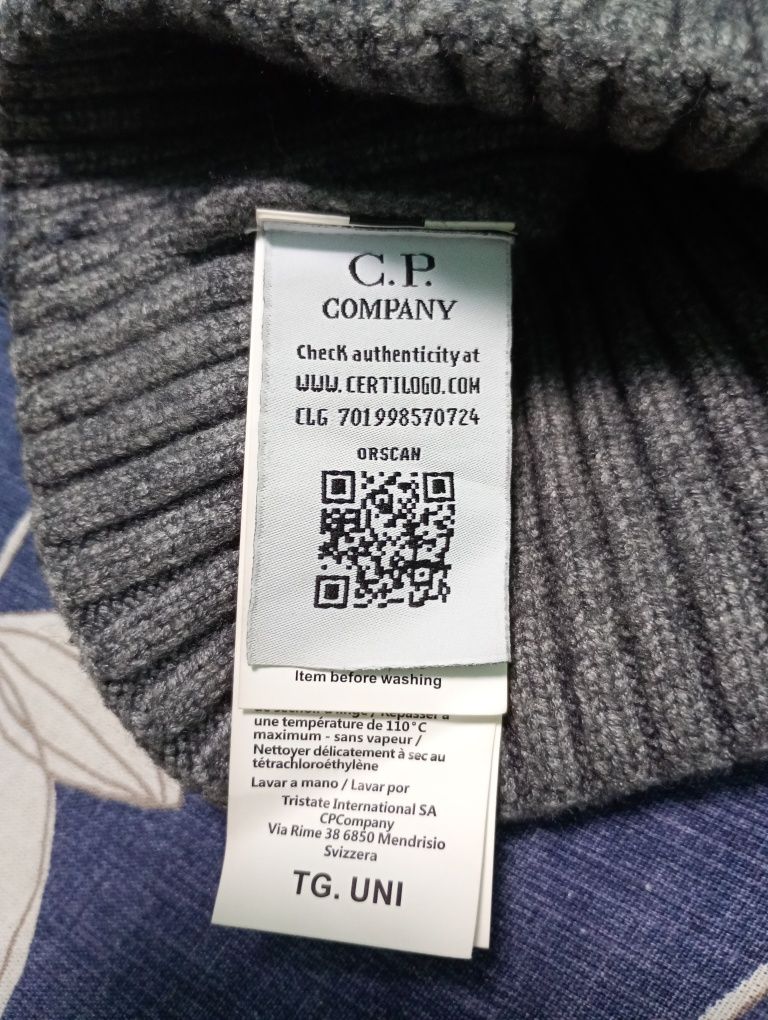 C.P.
COMPANY
Check authenticity at
WWW.CERTILOGO.COM
CLG 701998570724
ORSCAN
Item before washing
une température de 110°C
maximum - sans vapeur /
Nettoyer délicatement à sec au
tétrachloroéthylène
Lavar a mano / Lavar por
Tristate International SA
CPCompany
Via Rime 38 6850 Mendrisio
Svizzera
TG. UNI